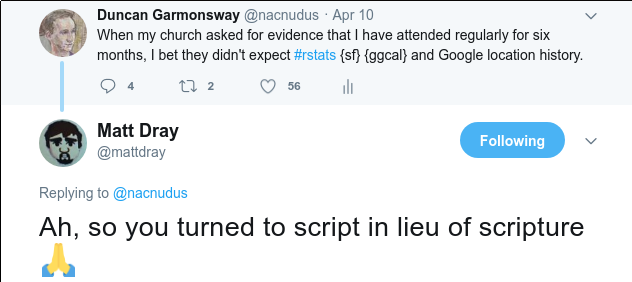 Duncan Garmonsway @nacnudus · Apr 10
When my church asked for evidence that I have attended regularly for six
months, I bet they didn't expect #rstats {sf} {ggcal} and Google location history.
4 2 56
Matt Dray
@mattdray
Following
Replying to @nacnudus
Ah, so you turned to script in lieu of scripture
🙏